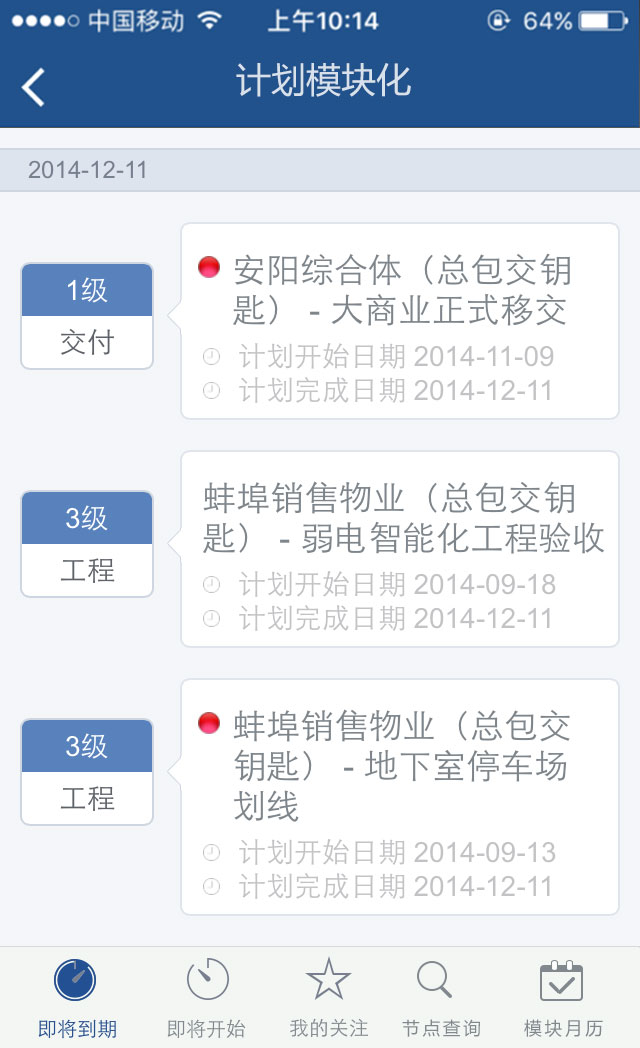 中国移动 上午10:14 64%
计划模块化
2014-12-11
1级
交付
安阳综合体（总包交钥
匙） - 大商业正式移交
计划开始日期 2014-11-09
计划完成日期 2014-12-11
3级
工程
蚌埠销售物业（总包交钥
匙） - 弱电智能化工程验收
计划开始日期 2014-09-18
计划完成日期 2014-12-11
3级
工程
蚌埠销售物业（总包交
钥匙） - 地下室停车场
划线
计划开始日期 2014-09-13
计划完成日期 2014-12-11
即将到期 即将开始 我的关注 节点查询 模块月历